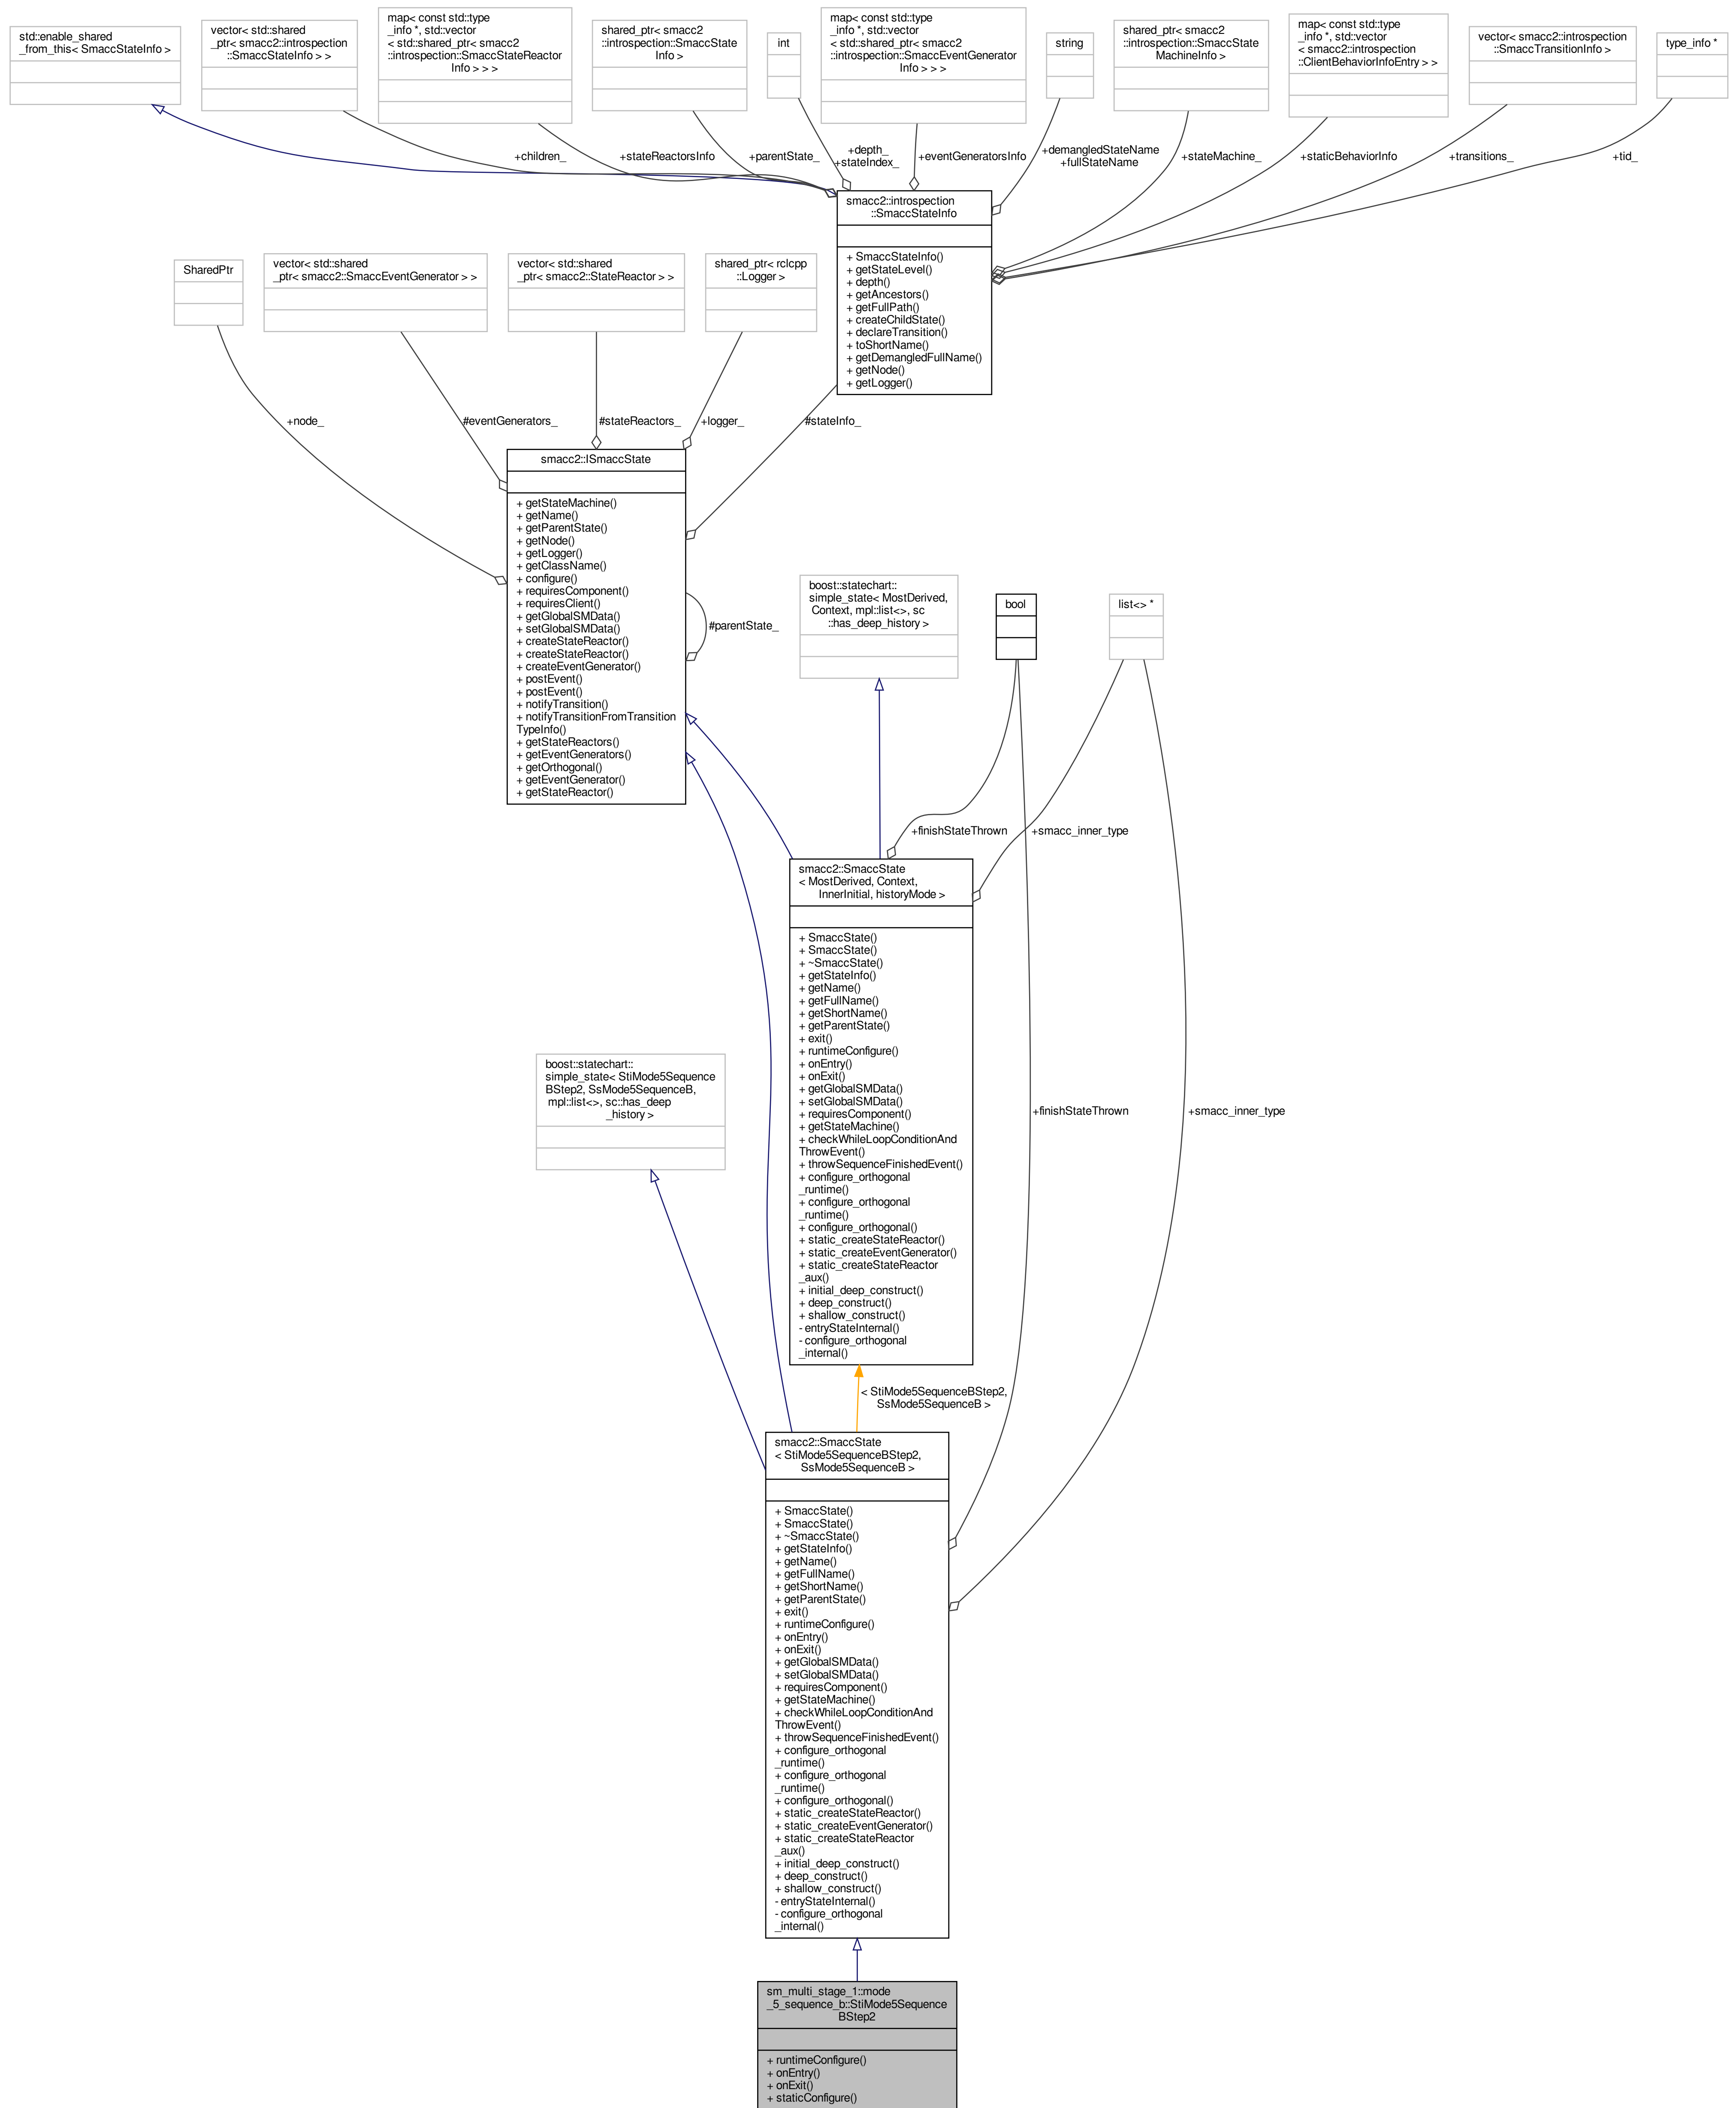 std::enable_shared
_from_this< SmaccStateInfo >
vector< std::shared
_ptr< smacc2::introspection
::SmaccStateInfo > >
map< const std::type
_info *, std::vector
< std::shared_ptr< smacc2
::introspection::SmaccStateReactor
Info > > >
shared_ptr< smacc2
::introspection::SmaccState
Info >
int
map< const std::type
_info *, std::vector
< std::shared_ptr< smacc2
::introspection::SmaccEventGenerator
Info > > >
string
shared_ptr< smacc2
::introspection::SmaccState
MachineInfo >
map< const std::type
_info *, std::vector
< smacc2::introspection
::ClientBehaviorInfoEntry > >
vector< smacc2::introspection
::SmaccTransitionInfo >
type_info *
+children_
+stateReactorsInfo
+parentState_
+depth_
+stateIndex_
+eventGeneratorsInfo
+demangledStateName
+fullStateName
+stateMachine_
+staticBehaviorInfo
+transitions_
+tid_
smacc2::introspection
::SmaccStateInfo
+ SmaccStateInfo()
+ getStateLevel()
+ depth()
+ getAncestors()
+ getFullPath()
+ createChildState()
+ declareTransition()
+ toShortName()
+ getDemangledFullName()
+ getNode()
+ getLogger()
SharedPtr
vector< std::shared
_ptr< smacc2::SmaccEventGenerator > >
vector< std::shared
_ptr< smacc2::StateReactor > >
shared_ptr< rclcpp
::Logger >
+node_
#eventGenerators_
#stateReactors_
+logger_
#stateInfo_
smacc2::ISmaccState
+ getStateMachine()
+ getName()
+ getParentState()
+ getNode()
+ getLogger()
+ getClassName()
+ configure()
+ requiresComponent()
+ requiresClient()
+ getGlobalSMData()
+ setGlobalSMData()
+ createStateReactor()
+ createStateReactor()
+ createEventGenerator()
+ postEvent()
+ postEvent()
+ notifyTransition()
+ notifyTransitionFromTransition
TypeInfo()
+ getStateReactors()
+ getEventGenerators()
+ getOrthogonal()
+ getEventGenerator()
+ getStateReactor()
#parentState_
boost::statechart::
simple_state< MostDerived,
Context, mpl::list<>, sc
::has_deep_history >
bool
list<> *
+finishStateThrown
+smacc_inner_type
smacc2::SmaccState
< MostDerived, Context,
InnerInitial, historyMode >
+ SmaccState()
+ SmaccState()
+ ~SmaccState()
+ getStateInfo()
+ getName()
+ getFullName()
+ getShortName()
+ getParentState()
+ exit()
+ runtimeConfigure()
+ onEntry()
+ onExit()
+ getGlobalSMData()
+ setGlobalSMData()
+ requiresComponent()
+ getStateMachine()
+ checkWhileLoopConditionAnd
ThrowEvent()
+ throwSequenceFinishedEvent()
+ configure_orthogonal
_runtime()
+ configure_orthogonal
_runtime()
+ configure_orthogonal()
+ static_createStateReactor()
+ static_createEventGenerator()
+ static_createStateReactor
_aux()
+ initial_deep_construct()
+ deep_construct()
+ shallow_construct()
- entryStateInternal()
- configure_orthogonal
_internal()
boost::statechart::
simple_state< StiMode5Sequence
BStep2, SsMode5SequenceB,
mpl::list<>, sc::has_deep
_history >
+finishStateThrown
+smacc_inner_type
< StiMode5SequenceBStep2,
SsMode5SequenceB >
smacc2::SmaccState
< StiMode5SequenceBStep2,
SsMode5SequenceB >
+ SmaccState()
+ SmaccState()
+ ~SmaccState()
+ getStateInfo()
+ getName()
+ getFullName()
+ getShortName()
+ getParentState()
+ exit()
+ runtimeConfigure()
+ onEntry()
+ onExit()
+ getGlobalSMData()
+ setGlobalSMData()
+ requiresComponent()
+ getStateMachine()
+ checkWhileLoopConditionAnd
ThrowEvent()
+ throwSequenceFinishedEvent()
+ configure_orthogonal
_runtime()
+ configure_orthogonal
_runtime()
+ configure_orthogonal()
+ static_createStateReactor()
+ static_createEventGenerator()
+ static_createStateReactor
_aux()
+ initial_deep_construct()
+ deep_construct()
+ shallow_construct()
- entryStateInternal()
- configure_orthogonal
_internal()
sm_multi_stage_1::mode
_5_sequence_b::StiMode5Sequence
BStep2
+ runtimeConfigure()
+ onEntry()
+ onExit()
+ staticConfigure()